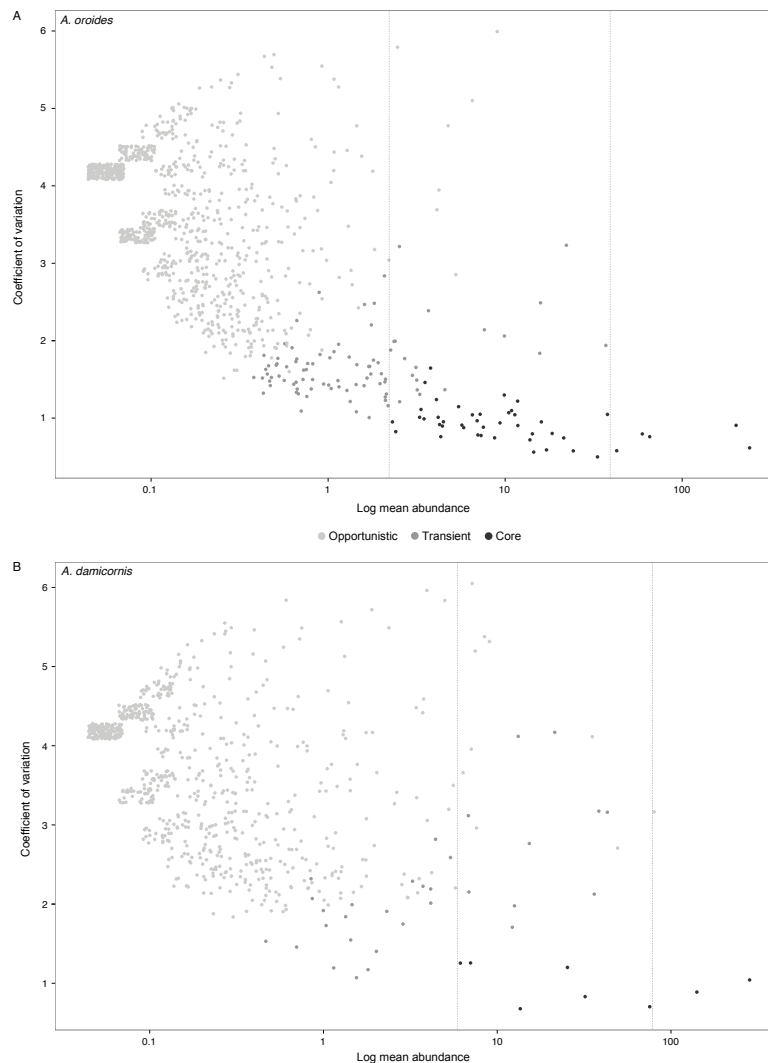 A
A. oroides
6
5
4
3
2
1
Coefficient of variation
0.1 1 10 100
Log mean abundance
Opportunistic Transient Core
B
A. damicornis
6
5
4
3
2
1
Coefficient of variation
0.1 1 10 100
Log mean abundance